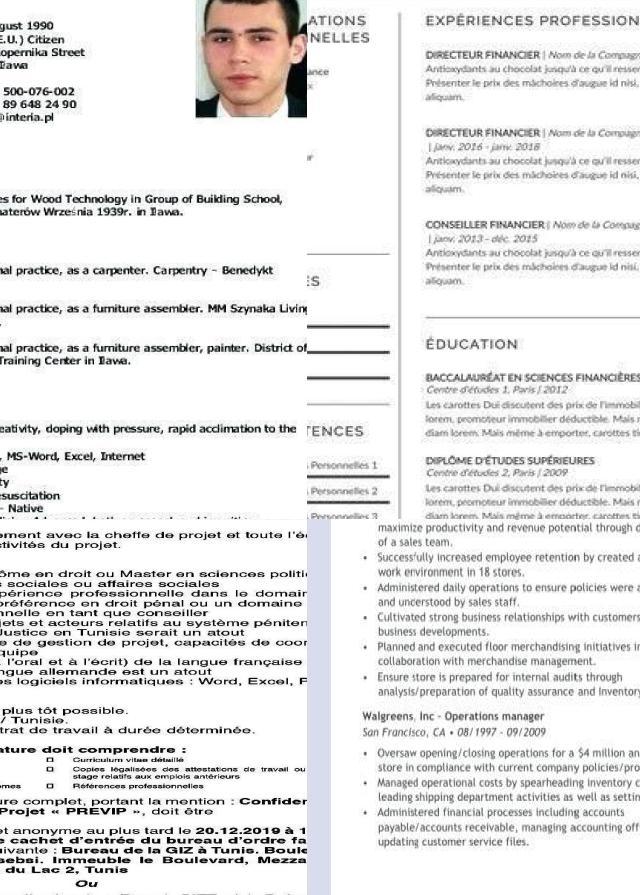 gust 1990
E.U.) Citizen
opernika Street
Iława
500-076-002
89 648 24 90
@interia.pl
es for Wood Technology in Group of Building School,
naterów Września 1939r. in Iława.
nal practice, as a carpenter. Carpentry – Benedykt
nal practice, as a furniture assembler. MM Szynaka Living
nal practice, as a furniture assembler, painter. District of
Training Center in Iława.
eativity, doping with pressure, rapid acclimation to the
, MS-Word, Excel, Internet
ge
ty
esuscitation
– Native
ATIONS
NELLES
ance
ES
TENCES
Personnelles 1
Personnelles 2
Personnelles 3
EXPÉRIENCES PROFESSION
DIRECTEUR FINANCIER | Nom de la Compagn
Antioxydants au chocolat jusqu'à ce qu'il ressen
Présenter le prix des mâchoires d'augue id nisi,
aliquam.
DIRECTEUR FINANCIER | Nom de la Compagn
| janv. 2016 - janv. 2018
Antioxydants au chocolat jusqu'à ce qu'il ressen
Présenter le prix des mâchoires d'augue id nisi,
aliquam.
CONSEILLER FINANCIER | Nom de la Compag
| janv. 2013 - déc. 2015
Antioxydants au chocolat jusqu'à ce qu'il ressen
Présenter le prix des mâchoires d'augue id nisi,
aliquam.
ÉDUCATION
BACCALAURÉAT EN SCIENCES FINANCIÈRES
Centre d'études 1, Paris | 2012
Les carottes Dui discutent des prix de l'immobil
lorem, promoteur immobilier déductible. Mais n
diam lorem. Mais même à emporter, carottes ti
DIPLÔME D'ÉTUDES SUPÉRIEURES
Centre d'études 2, Paris | 2009
Les carottes Dui discutent des prix de l'immobil
lorem, promoteur immobilier déductible. Mais n
diam lorem. Mais même à emporter, carottes ti
ement avec la cheffe de projet et toute l'éq
ctivités du projet.
ôme en droit ou Master en sciences politi
s sociales ou affaires sociales
périence professionnelle dans le domain
préférence en droit pénal ou un domaine
nnelle en tant que conseiller
jets et acteurs relatifs au système péniten
Justice en Tunisie serait un atout
e de gestion de projet, capacités de coor
quipe
l'oral et à l'écrit) de la langue française
ngue allemande est un atout
es logiciels informatiques : Word, Excel, P
plus tôt possible.
/ Tunisie.
trat de travail à durée déterminée.
ature doit comprendre :
☐ Curriculum vitae détaillé
☐ Copies légalisées des attestations de travail ou
stage relatifs aux emplois antérieurs
èmes ☐ Références professionnelles
ure complet, portant la mention : Confiden
Projet « PREVIP », doit être
et anonyme au plus tard le 20.12.2019 à 1
e cachet d'entrée du bureau d'ordre fa
uivante : Bureau de la GIZ à Tunis. Boule
sebsi. Immeuble le Boulevard, Mezza
du Lac 2, Tunis
Ou
maximize productivity and revenue potential through d
of a sales team.
• Successfully increased employee retention by created a
work environment in 18 stores.
• Administered daily operations to ensure policies were a
and understood by sales staff.
• Cultivated strong business relationships with customers
business developments.
• Planned and executed floor merchandising initiatives in
collaboration with merchandise management.
• Ensure store is prepared for internal audits through
analysis/preparation of quality assurance and inventory
Walgreens, Inc - Operations manager
San Francisco, CA • 08/1997 - 09/2009
• Oversaw opening/closing operations for a $4 million an
store in compliance with current company policies/pro
• Managed operational costs by spearheading inventory c
leading shipping department activities as well as settin
• Administered financial processes including accounts
payable/accounts receivable, managing accounting off
updating customer service files.